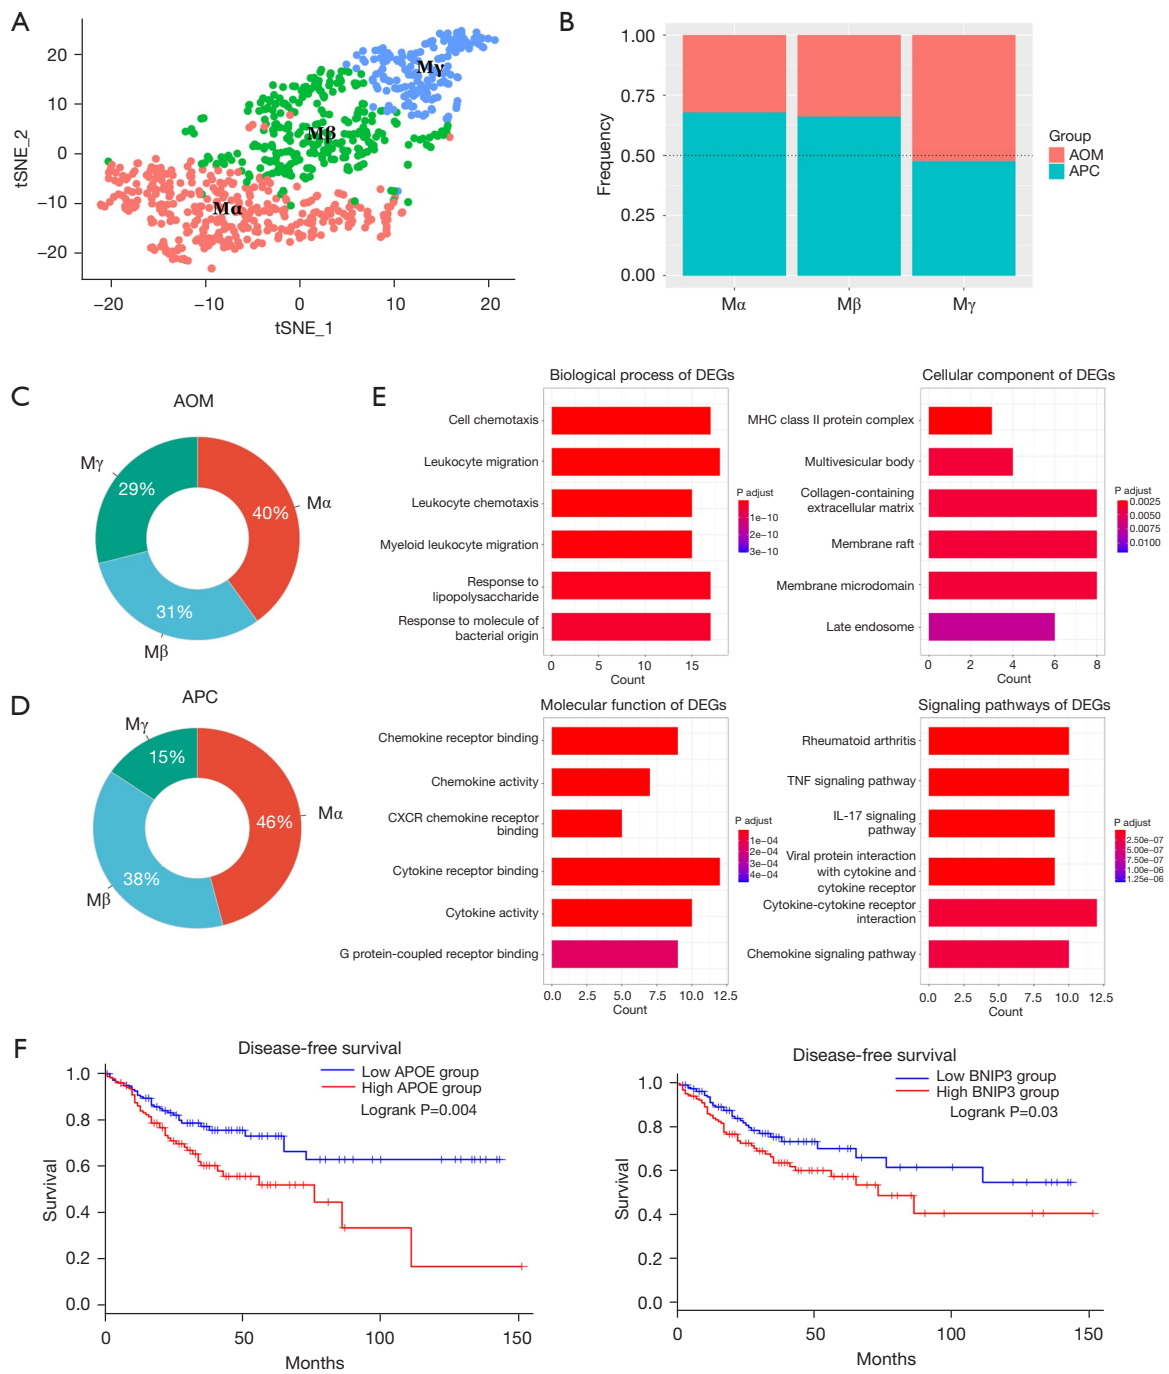 A
20
10
0
−10
−20
tSNE_2
Mγ
Mβ
Mα
−20
−10
0
10
20
tSNE_1
B
1.00
0.75
0.50
0.25
0.00
Frequency
Mα
Mβ
Mγ
Group
AOM
APC
C
AOM
Mγ
29%
40%
Mα
31%
Mβ
D
APC
Mγ
15%
46%
Mα
38%
Mβ
E
Biological process of DEGs
Cell chemotaxis
Leukocyte migration
Leukocyte chemotaxis
Myeloid leukocyte migration
Response to
lipopolysaccharide
Response to molecule of
bacterial origin
0
5
10
15
Count
P adjust
1e−10
2e−10
3e−10
Cellular component of DEGs
MHC class II protein complex
Multivesicular body
Collagen-containing
extracellular matrix
Membrane raft
Membrane microdomain
Late endosome
0
2
4
6
8
Count
P adjust
0.0025
0.0050
0.0075
0.0100
Molecular function of DEGs
Chemokine receptor binding
Chemokine activity
CXCR chemokine receptor
binding
Cytokine receptor binding
Cytokine activity
G protein-coupled receptor binding
0.0
2.5
5.0
7.5
10.0
12.5
Count
P adjust
1e−04
2e−04
3e−04
4e−04
Signaling pathways of DEGs
Rheumatoid arthritis
TNF signaling pathway
IL-17 signaling
pathway
Viral protein interaction
with cytokine and
cytokine receptor
Cytokine-cytokine receptor
interaction
Chemokine signaling pathway
0.0
2.5
5.0
7.5
10.0
12.5
Count
P adjust
2.50e−07
5.00e−07
7.50e−07
1.00e−06
1.25e−06
F
Disease-free survival
Low APOE group
High APOE group
Logrank P=0.004
1.0
0.8
0.6
0.4
0.2
0.0
Survival
0
50
100
150
Months
Disease-free survival
Low BNIP3 group
High BNIP3 group
Logrank P=0.03
1.0
0.8
0.6
0.4
0.2
0.0
Survival
0
50
100
150
Months